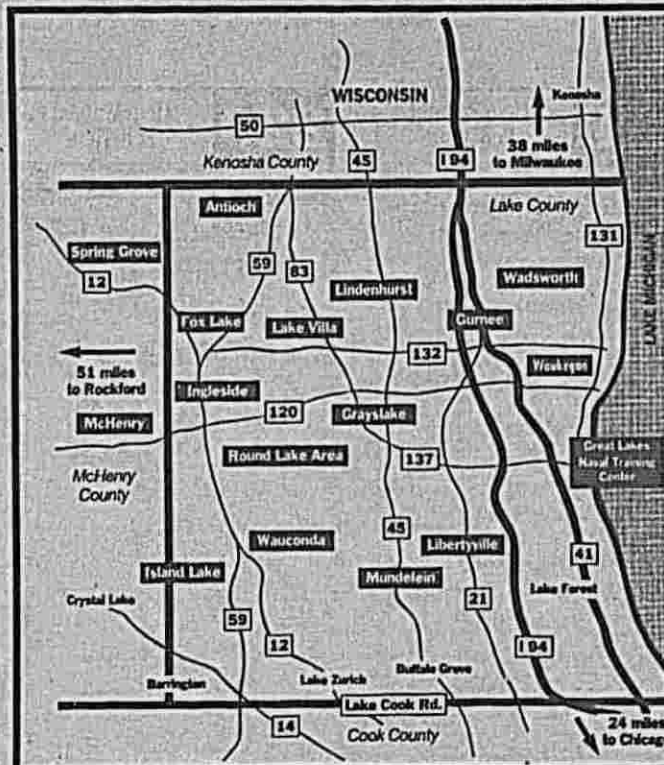 WISCONSIN
Kenosha
50
38 miles
to Milwaukee
Kenosha County
45
I 94
Antioch
Lake County
131
Spring Grove
59
83
Wadsworth
12
Lindenhurst
LAKE MICHIGAN
Fox Lake
Lake Villa
Gurnee
132
51 miles
to Rockford
Waukegan
Ingleside
120
McHenry
Grayslake
Great Lakes
Naval Training
Center
Round Lake Area
137
McHenry
County
45
Wauconda
Libertyville
41
Island Lake
Mundelein
Lake Forest
Crystal Lake
59
21
12
I 94
Barrington
Lake Zurich
Buffalo Grove
Lake Cook Rd.
14
Cook County
24 miles
to Chicag